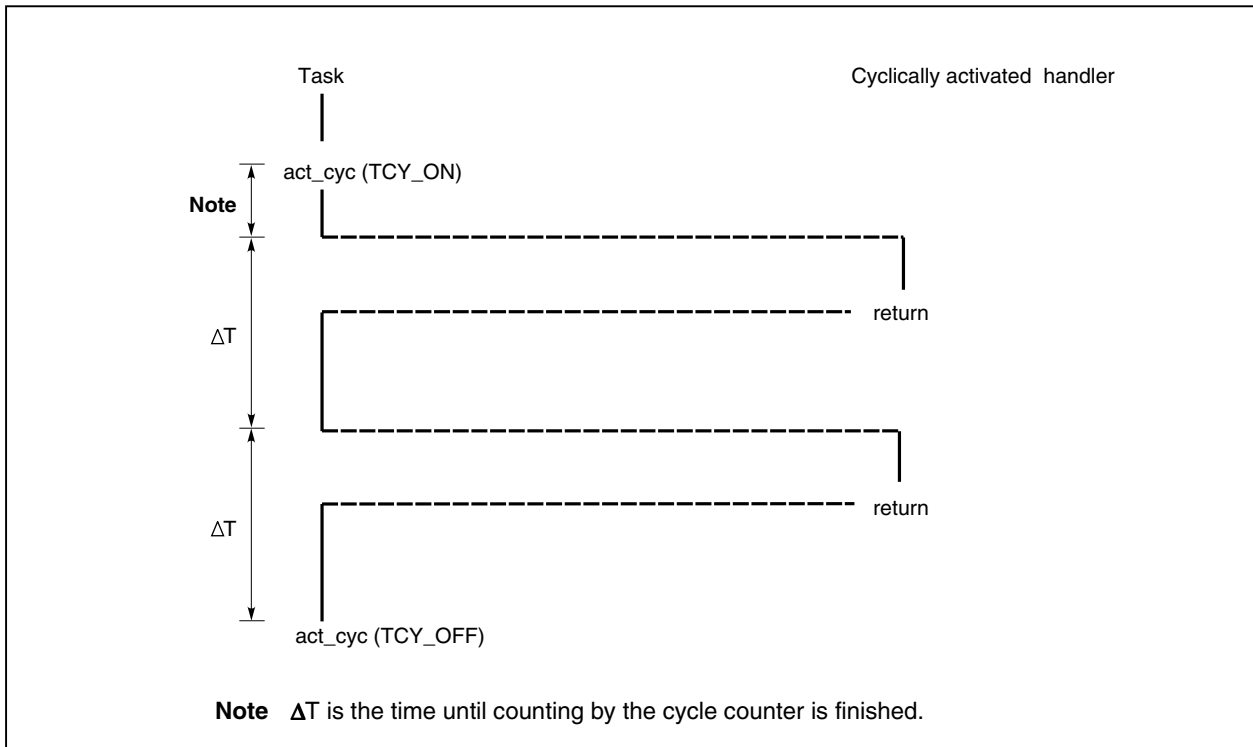 Task
Cyclically activated handler
act_cyc (TCY_ON)
Note
return
ΔT
return
ΔT
act_cyc (TCY_OFF)
Note ΔT is the time until counting by the cycle counter is finished.